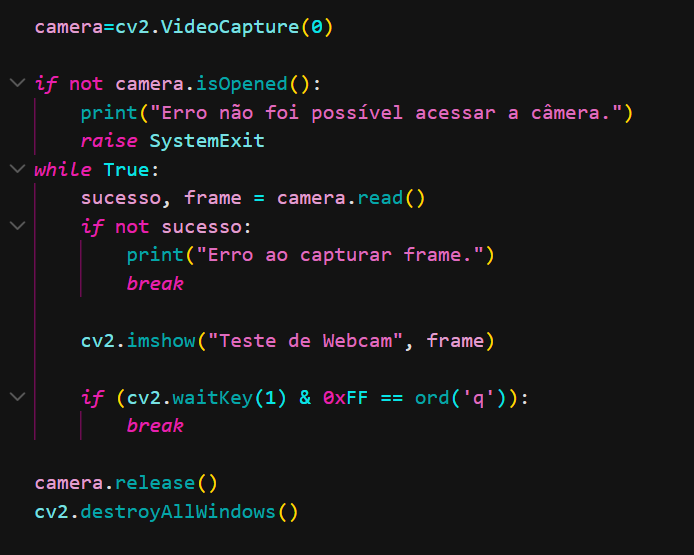 camera=cv2.VideoCapture(0)
if not camera.isOpened():
    print("Erro não foi possível acessar a câmera.")
    raise SystemExit
while True:
    sucesso, frame = camera.read()
    if not sucesso:
        print("Erro ao capturar frame.")
        break
    cv2.imshow("Teste de Webcam", frame)
    if (cv2.waitKey(1) & 0xFF == ord('q')):
        break
camera.release()
cv2.destroyAllWindows()